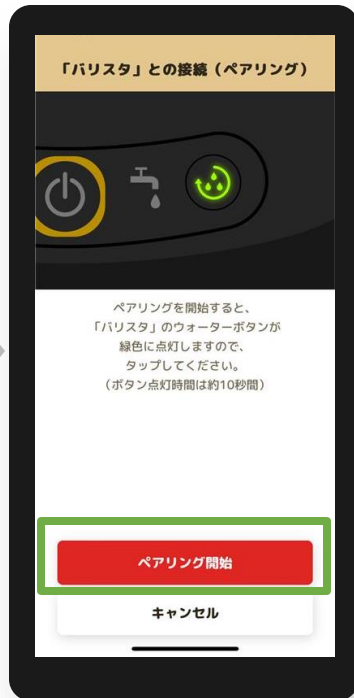 「バリスタ」との接続（ペアリング）
ペアリングを開始すると、
「バリスタ」のウォーターボタンが
緑色に点灯しますので、
タップしてください。
（ボタン点灯時間は約10秒間）
ペアリング開始
キャンセル